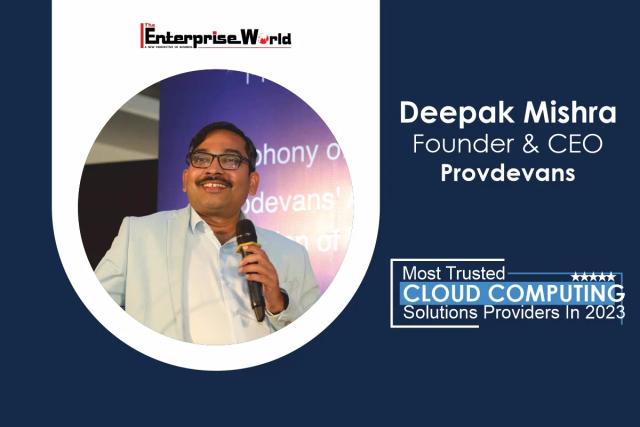 The
Enterprise World
A NEW PERSPECTIVE OF BUSINESS
phony o
odevans' A
n of
Deepak Mishra
Founder & CEO
Provdevans
Most Trusted
CLOUD COMPUTING
Solutions Providers In 2023